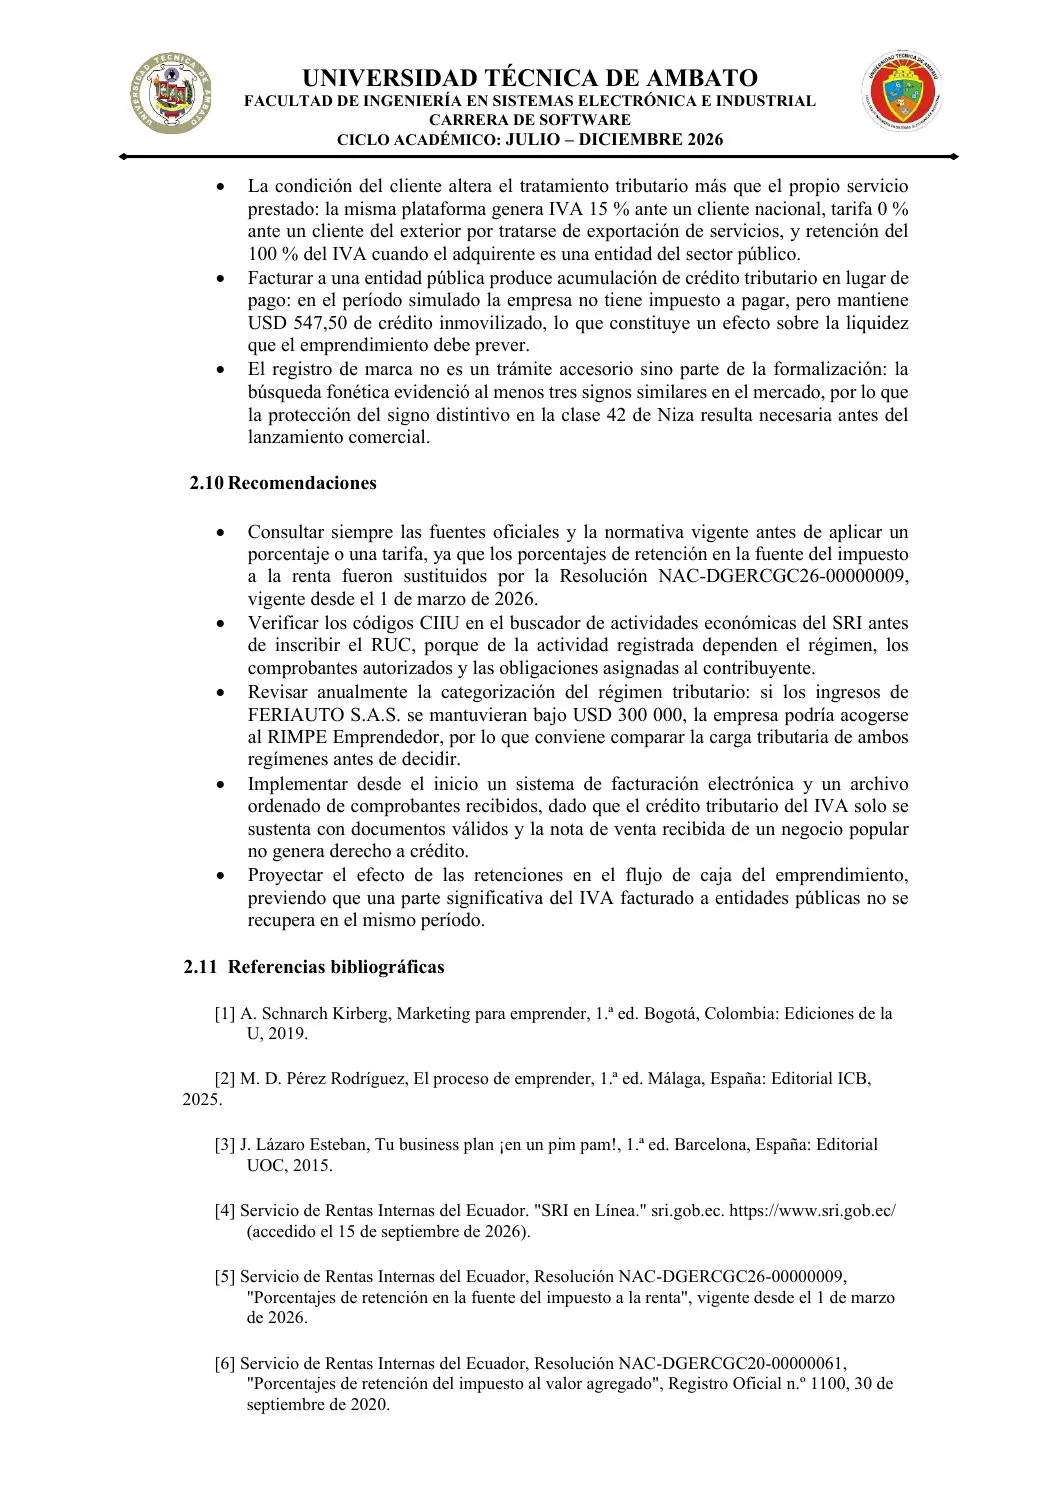 UNIVERSIDAD TÉCNICA DE AMBATO
FACULTAD DE INGENIERÍA EN SISTEMAS ELECTRÓNICA E INDUSTRIAL
CARRERA DE SOFTWARE
CICLO ACADÉMICO: JULIO – DICIEMBRE 2026
• La condición del cliente altera el tratamiento tributario más que el propio servicio
prestado: la misma plataforma genera IVA 15 % ante un cliente nacional, tarifa 0 %
ante un cliente del exterior por tratarse de exportación de servicios, y retención del
100 % del IVA cuando el adquirente es una entidad del sector público.
• Facturar a una entidad pública produce acumulación de crédito tributario en lugar de
pago: en el período simulado la empresa no tiene impuesto a pagar, pero mantiene
USD 547,50 de crédito inmovilizado, lo que constituye un efecto sobre la liquidez
que el emprendimiento debe prever.
• El registro de marca no es un trámite accesorio sino parte de la formalización: la
búsqueda fonética evidenció al menos tres signos similares en el mercado, por lo que
la protección del signo distintivo en la clase 42 de Niza resulta necesaria antes del
lanzamiento comercial.
2.10 Recomendaciones
• Consultar siempre las fuentes oficiales y la normativa vigente antes de aplicar un
porcentaje o una tarifa, ya que los porcentajes de retención en la fuente del impuesto
a la renta fueron sustituidos por la Resolución NAC-DGERCGC26-00000009,
vigente desde el 1 de marzo de 2026.
• Verificar los códigos CIIU en el buscador de actividades económicas del SRI antes
de inscribir el RUC, porque de la actividad registrada dependen el régimen, los
comprobantes autorizados y las obligaciones asignadas al contribuyente.
• Revisar anualmente la categorización del régimen tributario: si los ingresos de
FERIAUTO S.A.S. se mantuvieran bajo USD 300 000, la empresa podría acogerse
al RIMPE Emprendedor, por lo que conviene comparar la carga tributaria de ambos
regímenes antes de decidir.
• Implementar desde el inicio un sistema de facturación electrónica y un archivo
ordenado de comprobantes recibidos, dado que el crédito tributario del IVA solo se
sustenta con documentos válidos y la nota de venta recibida de un negocio popular
no genera derecho a crédito.
• Proyectar el efecto de las retenciones en el flujo de caja del emprendimiento,
previendo que una parte significativa del IVA facturado a entidades públicas no se
recupera en el mismo período.
2.11 Referencias bibliográficas
[1] A. Schnarch Kirberg, Marketing para emprender, 1.ª ed. Bogotá, Colombia: Ediciones de la
U, 2019.
[2] M. D. Pérez Rodríguez, El proceso de emprender, 1.ª ed. Málaga, España: Editorial ICB,
2025.
[3] J. Lázaro Esteban, Tu business plan ¡en un pim pam!, 1.ª ed. Barcelona, España: Editorial
UOC, 2015.
[4] Servicio de Rentas Internas del Ecuador. "SRI en Línea." sri.gob.ec. https://www.sri.gob.ec/
(accedido el 15 de septiembre de 2026).
[5] Servicio de Rentas Internas del Ecuador, Resolución NAC-DGERCGC26-00000009,
"Porcentajes de retención en la fuente del impuesto a la renta", vigente desde el 1 de marzo
de 2026.
[6] Servicio de Rentas Internas del Ecuador, Resolución NAC-DGERCGC20-00000061,
"Porcentajes de retención del impuesto al valor agregado", Registro Oficial n.º 1100, 30 de
septiembre de 2020.